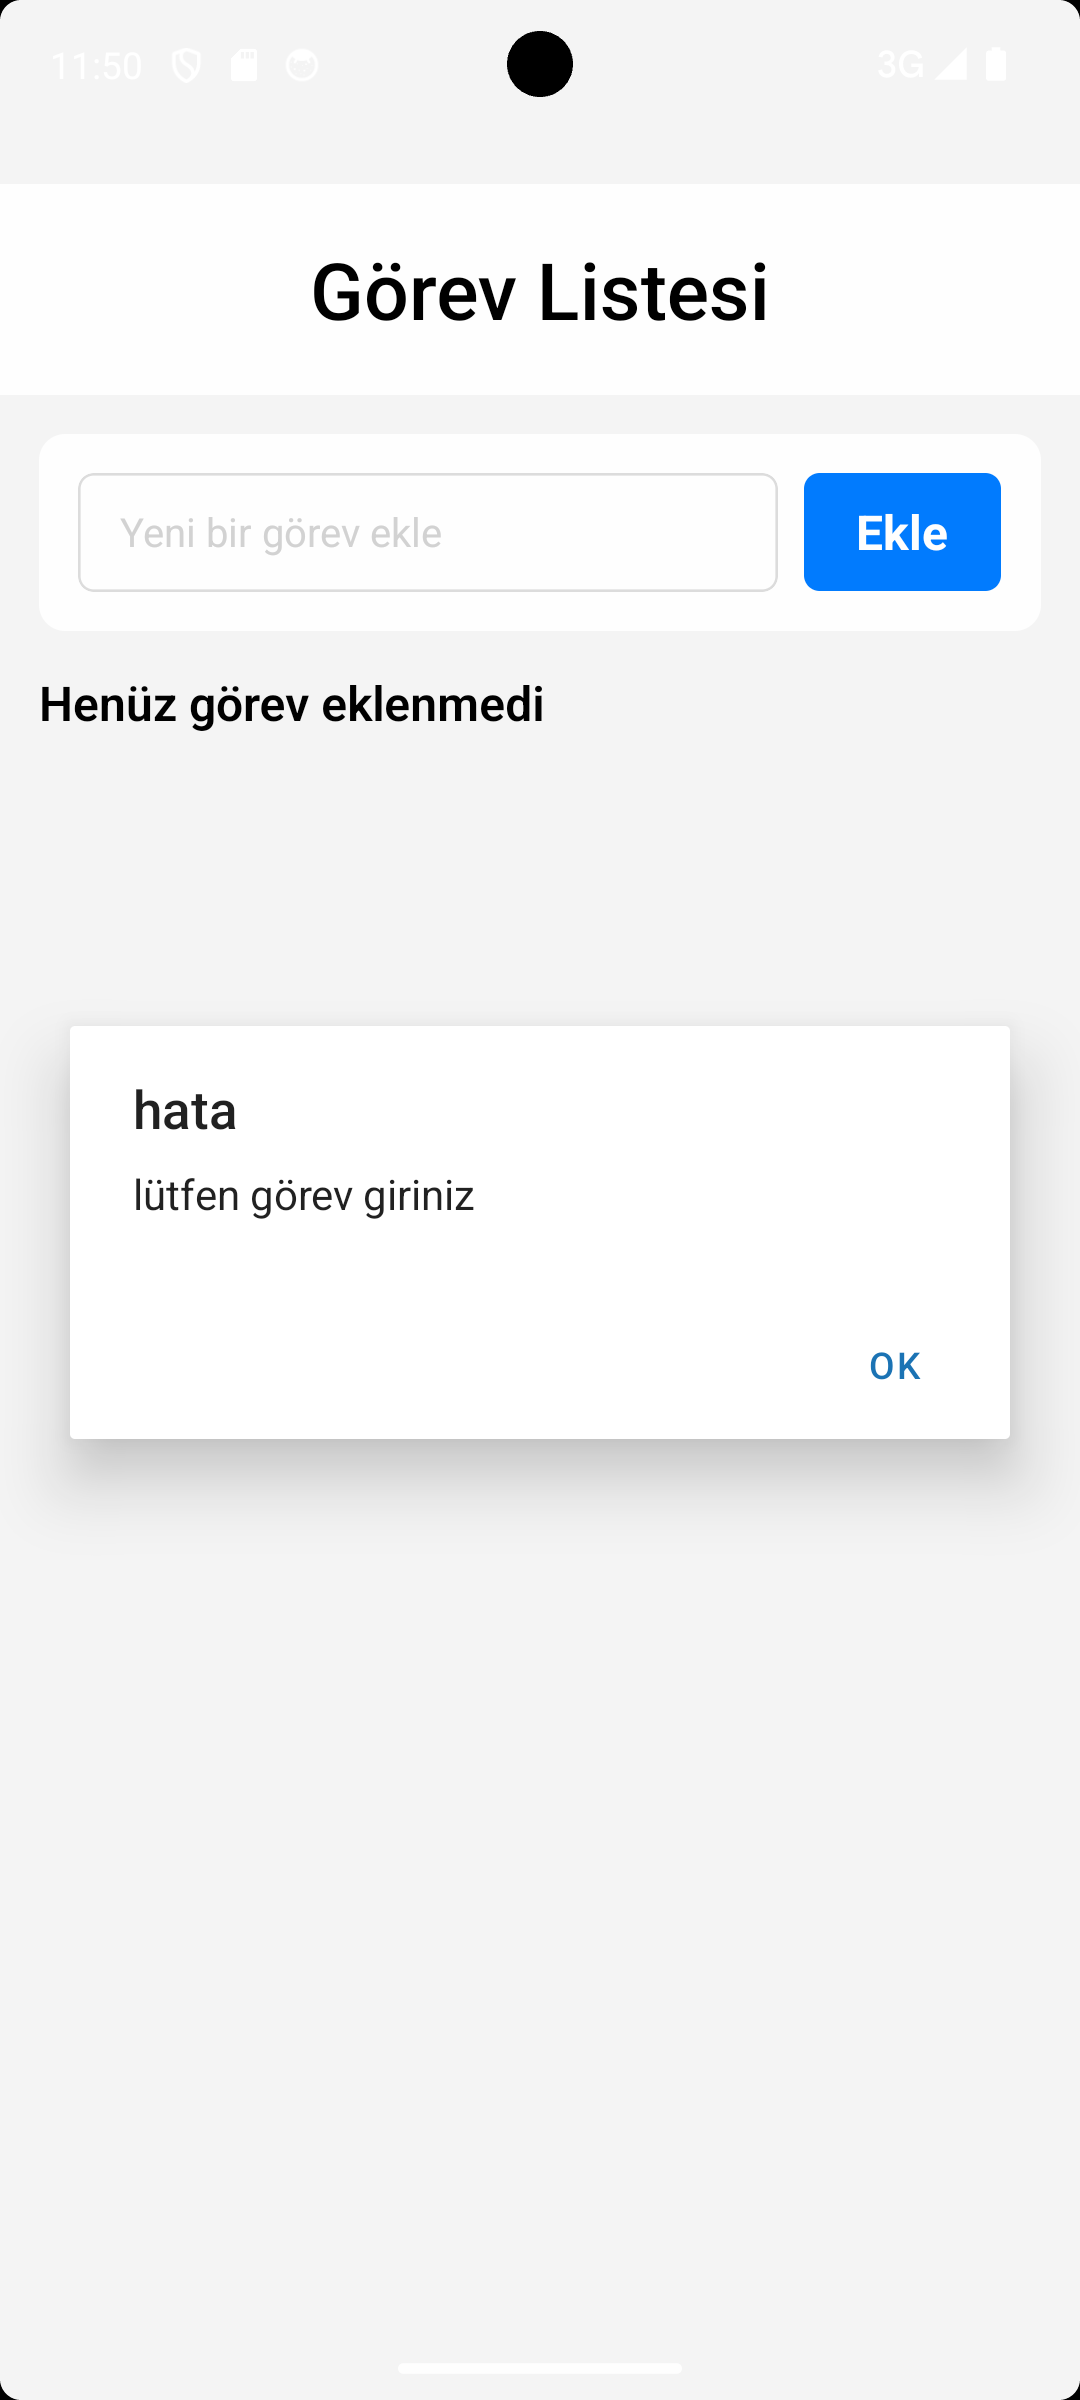 11:50
3G
Görev Listesi
Yeni bir görev ekle
Ekle
Henüz görev eklenmedi
hata
lütfen görev giriniz
OK